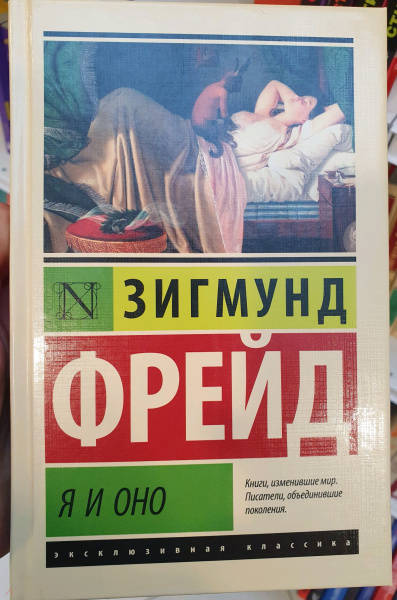 N
ЗИГМУНД
ФРЕЙД
Я И ОНО
Книги, изменившие мир.
Писатели, объединившие
поколения.
эксклюзивная классика